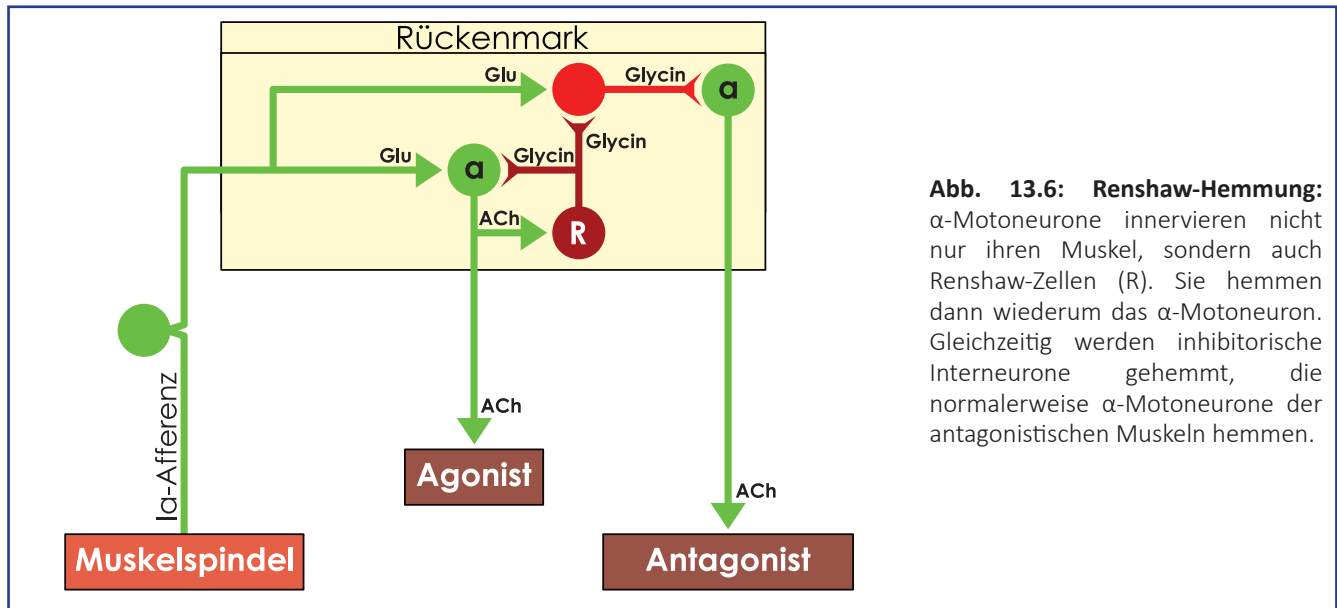 Rückenmark
Glu
Glycin
α
Glycin
Glu
α
Glycin
ACh
R
Ia-Afferenz
ACh
Agonist
ACh
Muskelspindel
Antagonist
Abb. 13.6: Renshaw-Hemmung:
α-Motoneurone innervieren nicht
nur ihren Muskel, sondern auch
Renshaw-Zellen (R). Sie hemmen
dann wiederum das α-Motoneuron.
Gleichzeitig werden inhibitorische
Interneurone gehemmt, die
normalerweise α-Motoneurone der
antagonistischen Muskeln hemmen.